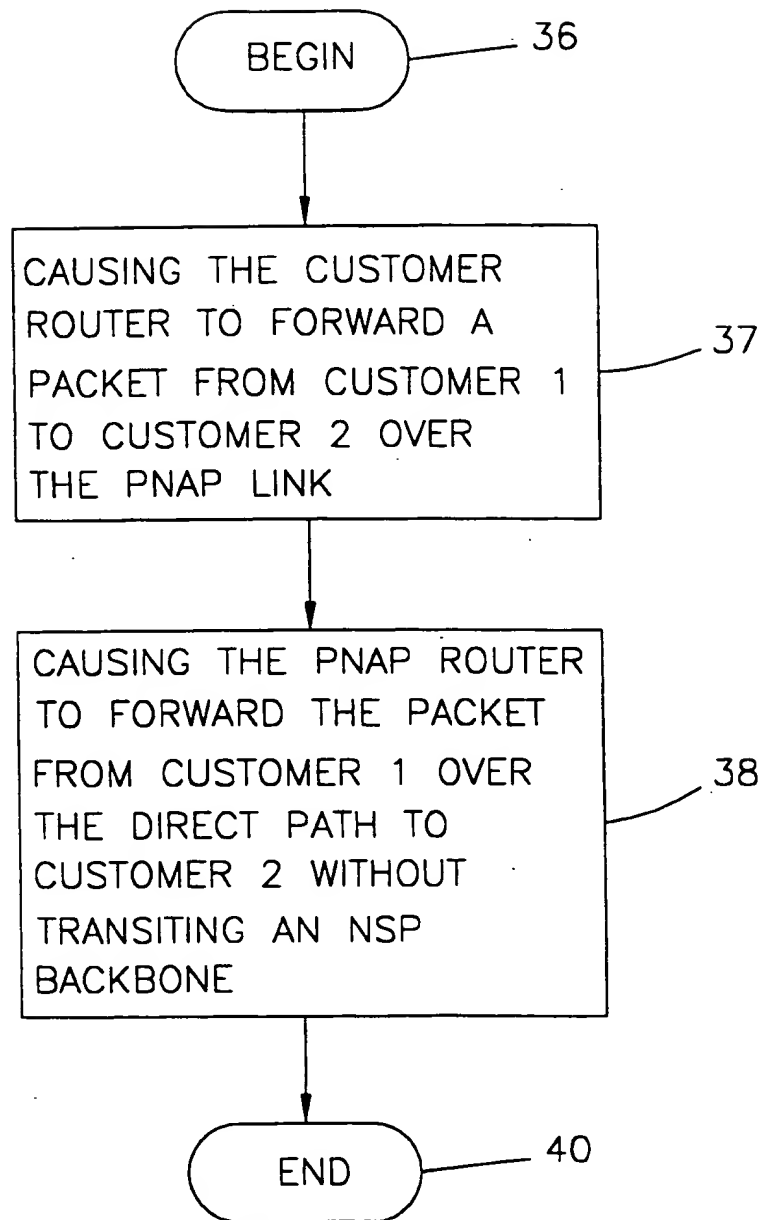 BEGIN
36
CAUSING THE CUSTOMER
ROUTER TO FORWARD A
PACKET FROM CUSTOMER 1
TO CUSTOMER 2 OVER
THE PNAP LINK
37
CAUSING THE PNAP ROUTER
TO FORWARD THE PACKET
FROM CUSTOMER 1 OVER
THE DIRECT PATH TO
CUSTOMER 2 WITHOUT
TRANSITING AN NSP
BACKBONE
38
END
40